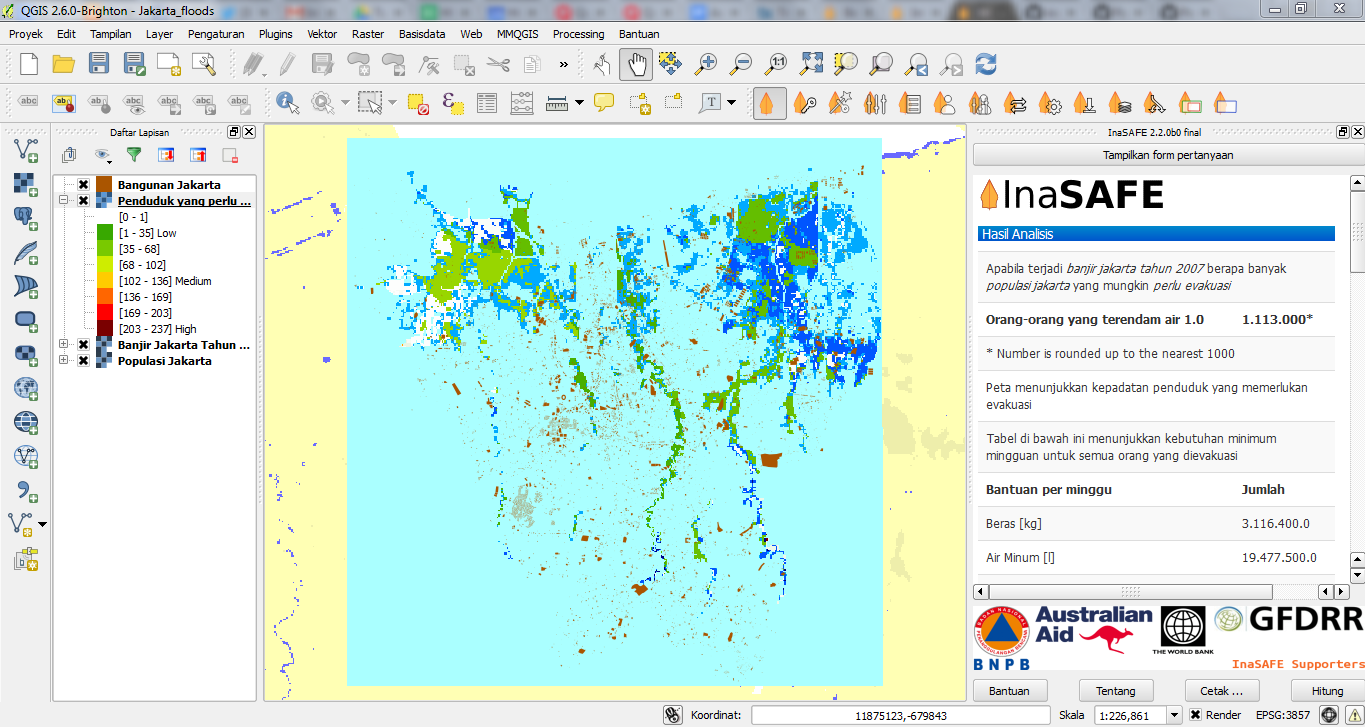 QGIS 2.6.0-Brighton - Jakarta_floods
Proyek Edit Tampilan Layer Pengaturan Plugins Vektor Raster Basisdata Web MMQGIS Processing Bantuan
Daftar Lapisan
Bangunan Jakarta
Penduduk yang perlu ...
[0 - 1]
[1 - 35] Low
[35 - 68]
[68 - 102]
[102 - 136] Medium
[136 - 169]
[169 - 203]
[203 - 237] High
Banjir Jakarta Tahun ...
Populasi Jakarta
InaSAFE 2.2.0b0 final
Tampilkan form pertanyaan
InaSAFE
Hasil Analisis
Apabila terjadi banjir jakarta tahun 2007 berapa banyak
populasi jakarta yang mungkin perlu evakuasi
Orang-orang yang terendam air 1.0 1.113.000*
* Number is rounded up to the nearest 1000
Peta menunjukkan kepadatan penduduk yang memerlukan
evakuasi
Tabel di bawah ini menunjukkan kebutuhan minimum
mingguan untuk semua orang yang dievakuasi
Bantuan per minggu Jumlah
Beras [kg] 3.116.400.0
Air Minum [l] 19.477.500.0
BNPB
Australian
Aid
THE WORLD BANK
GFDRR
InaSAFE Supporters
Bantuan Tentang Cetak ... Hitung
Koordinat: 11875123,-679843 Skala 1:226,861 Render EPSG:3857